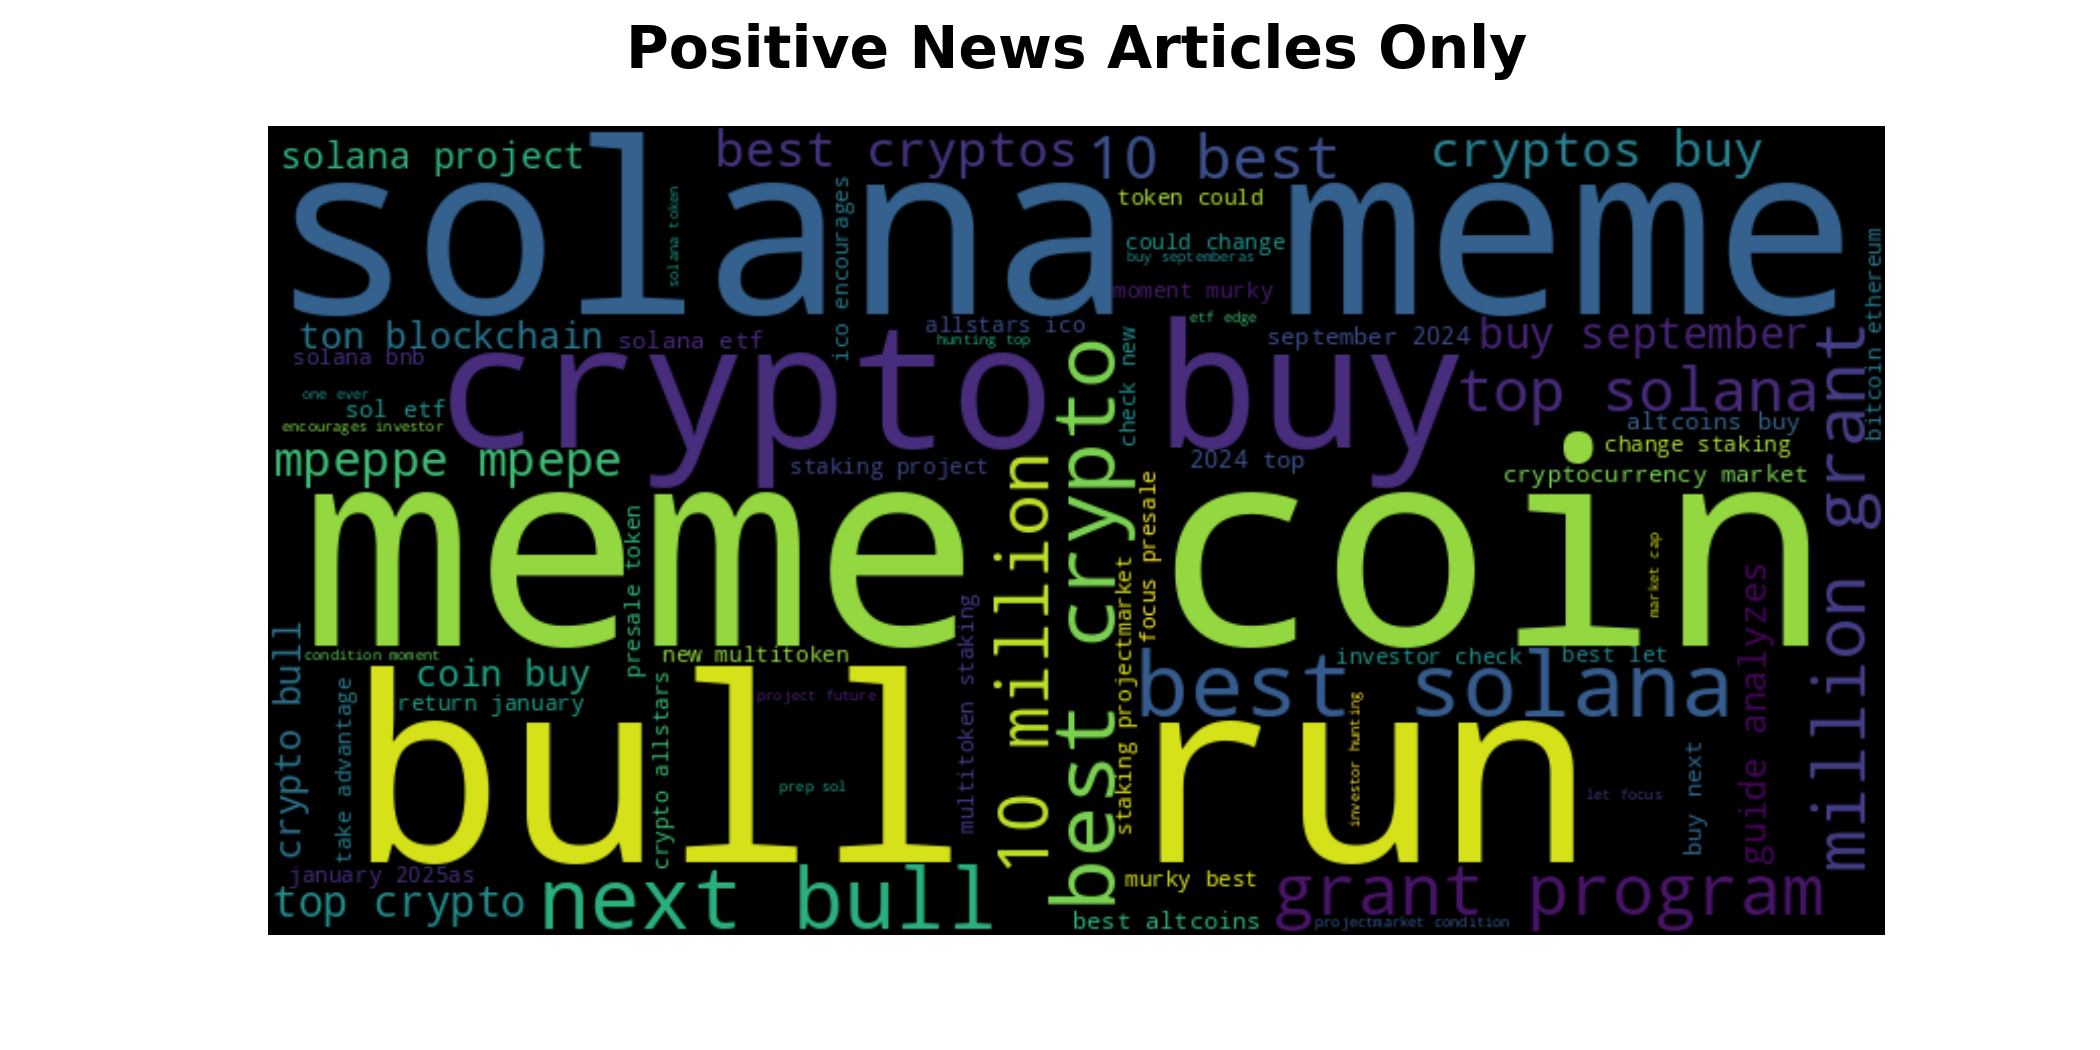 Positive News Articles Only
solana project
best cryptos
10 best
cryptos buy
solana meme
solana token
ico encourages
token could
could change
buy septemberas
moment murky
etf edge
bitcoin ethereum
ton blockchain
solana etf
allstars ico
hunting top
september 2024
buy september
solana bnb
crypto buy
check new
top solana
one ever
sol etf
encourages investor
altcoins buy
change staking
mpeppe mpepe
staking project
2024 top
cryptocurrency market
meme coin
presale token
10 million
best crypto
focus presale
staking projectmarket
market cap
million grant
guide analyzes
crypto bull
condition moment
new multitoken
multitoken staking
investor check
best let
coin buy
return january
project future
best solana
take advantage
crypto allstars
bull run
prep sol
investor hunting
let focus
buy next
january 2025as
top crypto
next bull
murky best
grant program
best altcoins
projectmarket condition